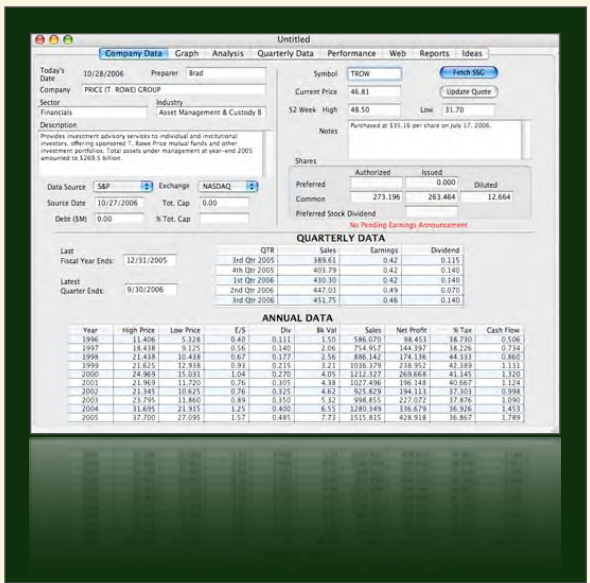 Untitled
Company Data Graph Analysis Quarterly Data Performance Web Reports Ideas
Today's Date 10/28/2006 Preparer Brad
Company PRICE (T. ROWE) GROUP
Sector Industry
Financials Asset Management & Custody B
Description
Provides investment advisory services to individual and institutional
investors, offering sponsored T. Rowe Price mutual funds and other
investment portfolios. Total assets under management at year-end 2005
amounted to $269.5 billion.
Data Source S&P Exchange NASDAQ
Source Date 10/27/2006 Tot. Cap 0.00
Debt ($M) 0.00 % Tot. Cap
Symbol TROW Fetch SSG
Current Price 46.81 Update Quote
52 Week High 48.50 Low 31.70
Notes Purchased at $31.16 per share on July 17, 2006.
Shares
Authorized Issued
Preferred 0.000 Diluted
Common 273.196 263.464 12.664
Preferred Stock Dividend
No Pending Earnings Announcement
QUARTERLY DATA
Last
Fiscal Year Ends: 12/31/2005
Latest
Quarter Ends: 9/30/2006
QTR Sales Earnings Dividend
3rd Qtr 2005 389.61 0.42 0.115
4th Qtr 2005 403.79 0.42 0.140
1st Qtr 2006 430.30 0.42 0.140
2nd Qtr 2006 447.03 0.49 0.070
3rd Qtr 2006 451.75 0.46 0.140
ANNUAL DATA
Year High Price Low Price E/S Div Bk Val Sales Net Profit % Tax Cash Flow
1996 11.406 5.328 0.40 0.111 1.50 586.070 98.453 38.730 0.506
1997 18.438 9.125 0.56 0.140 2.06 754.957 144.397 38.226 0.734
1998 21.438 10.438 0.67 0.177 2.56 886.142 174.136 44.333 0.860
1999 21.625 12.938 0.93 0.215 3.21 1036.379 238.952 42.389 1.131
2000 24.969 15.031 1.04 0.270 4.05 1212.327 269.668 41.145 1.320
2001 21.969 11.720 0.76 0.305 4.38 1027.496 196.148 40.667 1.124
2002 21.345 10.625 0.76 0.325 4.62 925.829 194.113 37.303 0.998
2003 23.795 11.860 0.89 0.350 5.32 998.855 227.072 37.876 1.090
2004 31.695 21.935 1.25 0.400 6.55 1280.349 336.679 36.926 1.453
2005 37.700 27.095 1.57 0.485 7.73 1515.815 428.918 36.867 1.789